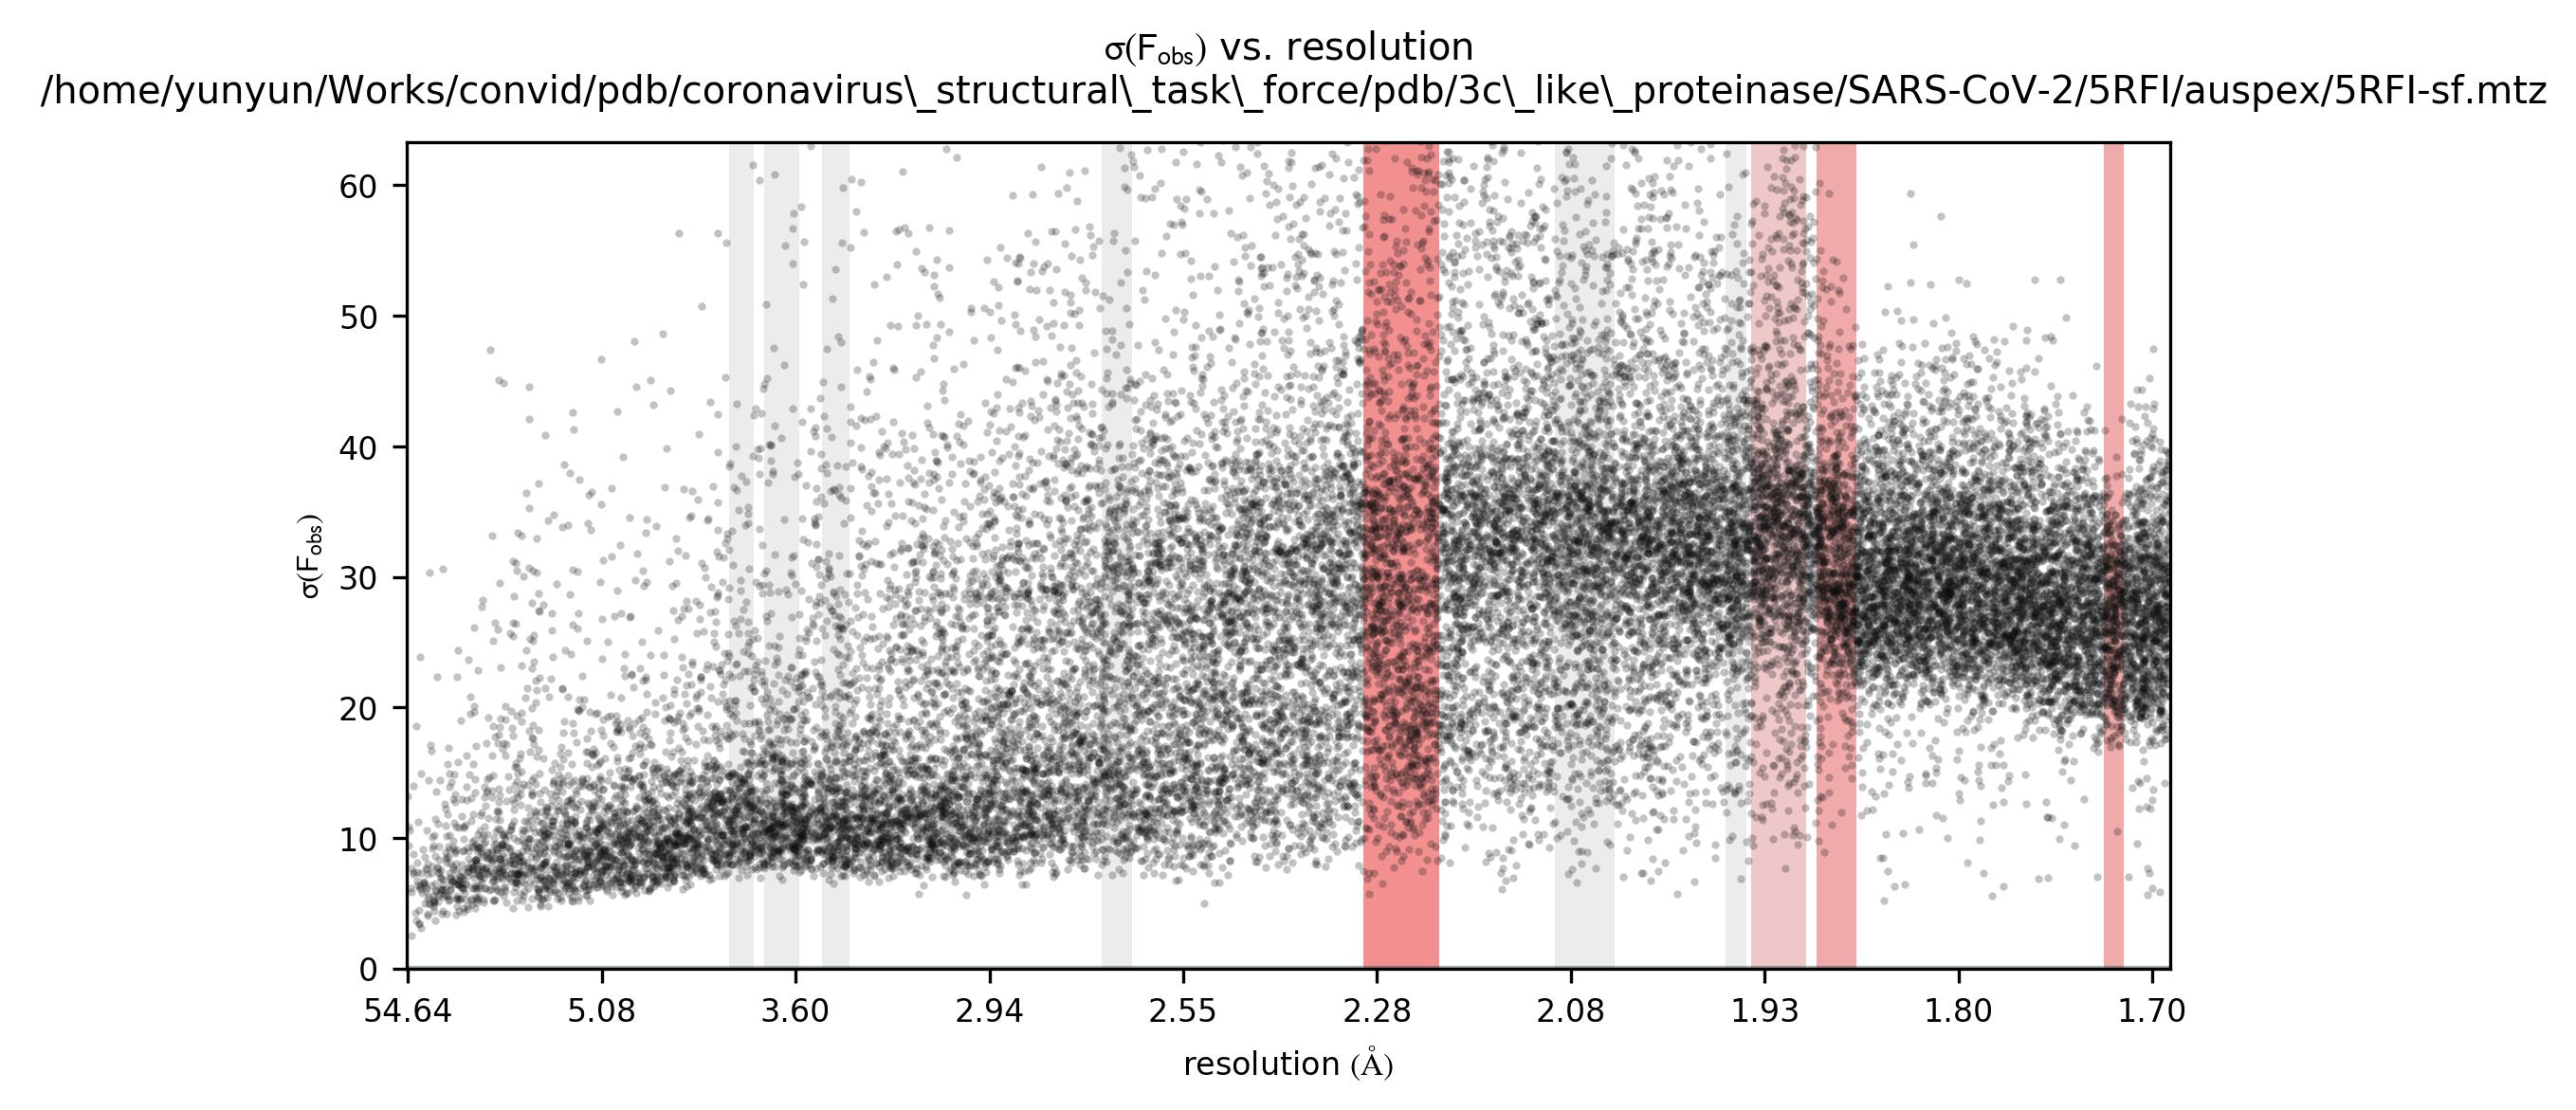 σ(Fobs) vs. resolution
/home/yunyun/Works/convid/pdb/coronavirus\_structural\_task\_force/pdb/3c\_like\_proteinase/SARS-CoV-2/5RFI/auspex/5RFI-sf.mtz
60
50
40
30
20
10
0
σ(Fobs)
54.64 5.08 3.60 2.94 2.55 2.28 2.08 1.93 1.80 1.70
resolution (Å)